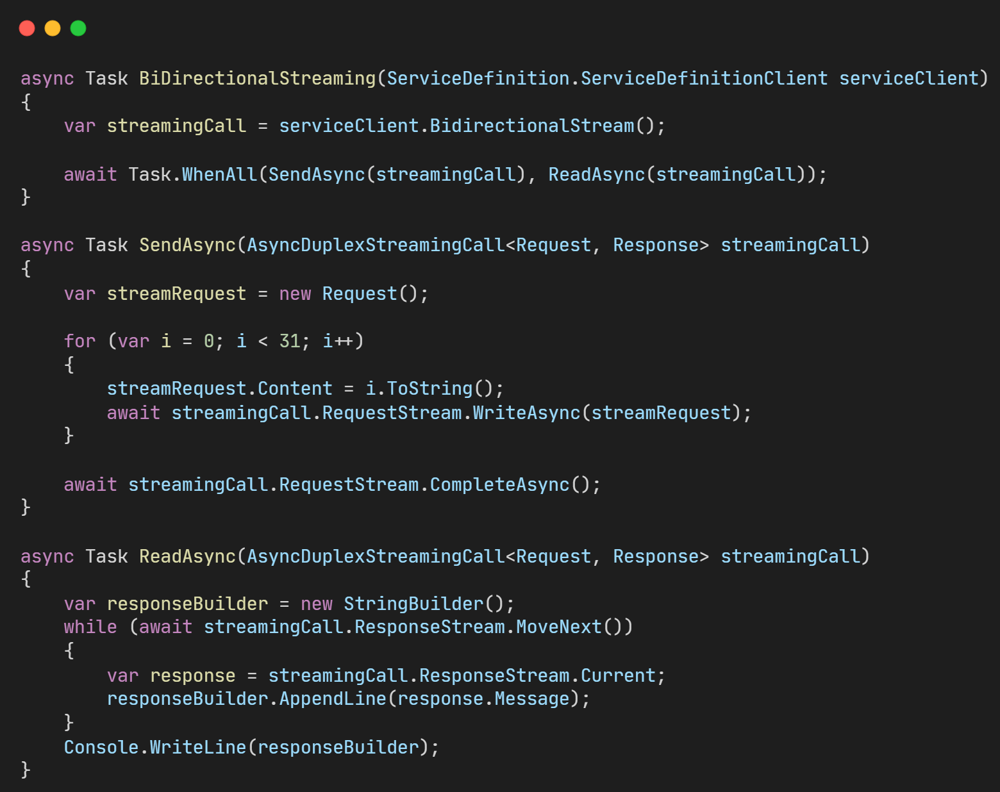 async Task BiDirectionalStreaming(ServiceDefinition.ServiceDefinitionClient serviceClient)
{
    var streamingCall = serviceClient.BidirectionalStream();

    await Task.WhenAll(SendAsync(streamingCall), ReadAsync(streamingCall));
}

async Task SendAsync(AsyncDuplexStreamingCall<Request, Response> streamingCall)
{
    var streamRequest = new Request();

    for (var i = 0; i < 31; i++)
    {
        streamRequest.Content = i.ToString();
        await streamingCall.RequestStream.WriteAsync(streamRequest);
    }

    await streamingCall.RequestStream.CompleteAsync();
}

async Task ReadAsync(AsyncDuplexStreamingCall<Request, Response> streamingCall)
{
    var responseBuilder = new StringBuilder();
    while (await streamingCall.ResponseStream.MoveNext())
    {
        var response = streamingCall.ResponseStream.Current;
        responseBuilder.AppendLine(response.Message);
    }
    Console.WriteLine(responseBuilder);
}